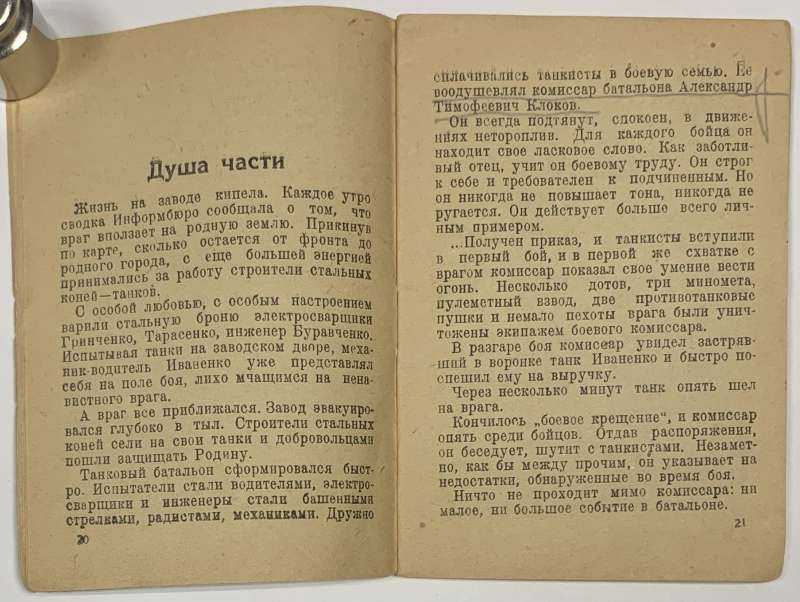 Душа части
Жизнь на заводе кипела. Каждое утро
сводка Информбюро сообщала о том, что
враг вползает на родную землю. Прикинув
по карте, сколько остается от фронта до
родного города, с еще большей энергией
принимались за работу строители стальных
коней—танков.
С особой любовью, с особым настроением
варили стальную броню электросварщики
Гринченко, Тарасенко, инженер Буравченко.
Испытывая танки на заводском дворе, меха-
ник-водитель Иваненко уже представлял
себя на поле боя, лихо мчащимся на нена-
вистного врага.
А враг все приближался. Завод эвакуиро-
вался глубоко в тыл. Строители стальных
коней сели на свои танки и добровольцами
пошли защищать Родину.
Танковый батальон сформировался быст-
ро. Испытатели стали водителями, электро-
сварщики и инженеры стали башенными
стрелками, радистами, механиками. Дружно
20
сплачивались танкисты в боевую семью. Ее
воодушевлял комиссар батальона Александр
Тимофеевич Клоков.
Он всегда подтянут, спокоен, в движе-
ниях нетороплив. Для каждого бойца он
находит свое ласковое слово. Как заботли-
вый отец, учит он боевому труду. Он строг
к себе и требователен к подчиненным. Но
он никогда не повышает тона, никогда не
ругается. Он действует больше всего лич-
ным примером.
...Получен приказ, и танкисты вступили
в первый бой, и в первой же схватке с
врагом комиссар показал свое умение вести
огонь. Несколько дотов, три миномета,
пулеметный взвод, две противотанковые
пушки и немало пехоты врага были унич-
тожены экипажем боевого комиссара.
В разгаре боя комиссар увидел застряв-
ший в воронке танк Иваненко и быстро по-
спешил ему на выручку.
Через несколько минут танк опять шел
на врага.
Кончилось „боевое крещение“, и комиссар
опять среди бойцов. Отдав распоряжения,
он беседует, шутит с танкистами. Незамет-
но, как бы между прочим, он указывает на
недостатки, обнаруженные во время боя.
Ничто не проходит мимо комиссара: ни
малое, ни большое событие в батальоне.
21